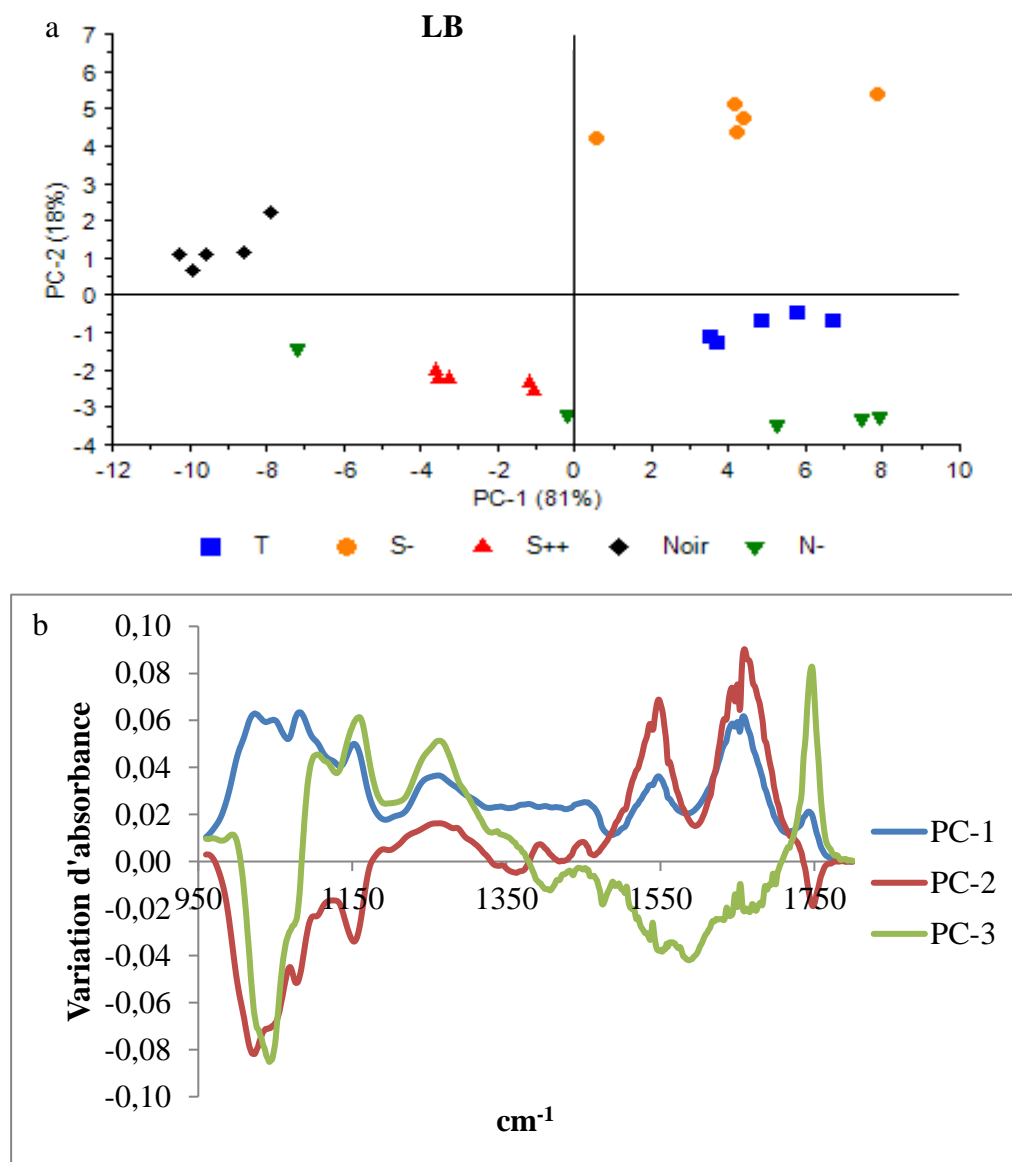 a
LB
7
6
5
4
3
2
1
0
-1
-2
-3
-4
PC-2 (18%)
-12 -10 -8 -6 -4 -2 0 2 4 6 8 10
PC-1 (81%)
T S- S++ Noir N-
b
0,10
0,08
0,06
0,04
0,02
0,00
-0,02
-0,04
-0,06
-0,08
-0,10
Variation d'absorbance
950 1150 1350 1550 1750
PC-1
PC-2
PC-3
cm-1